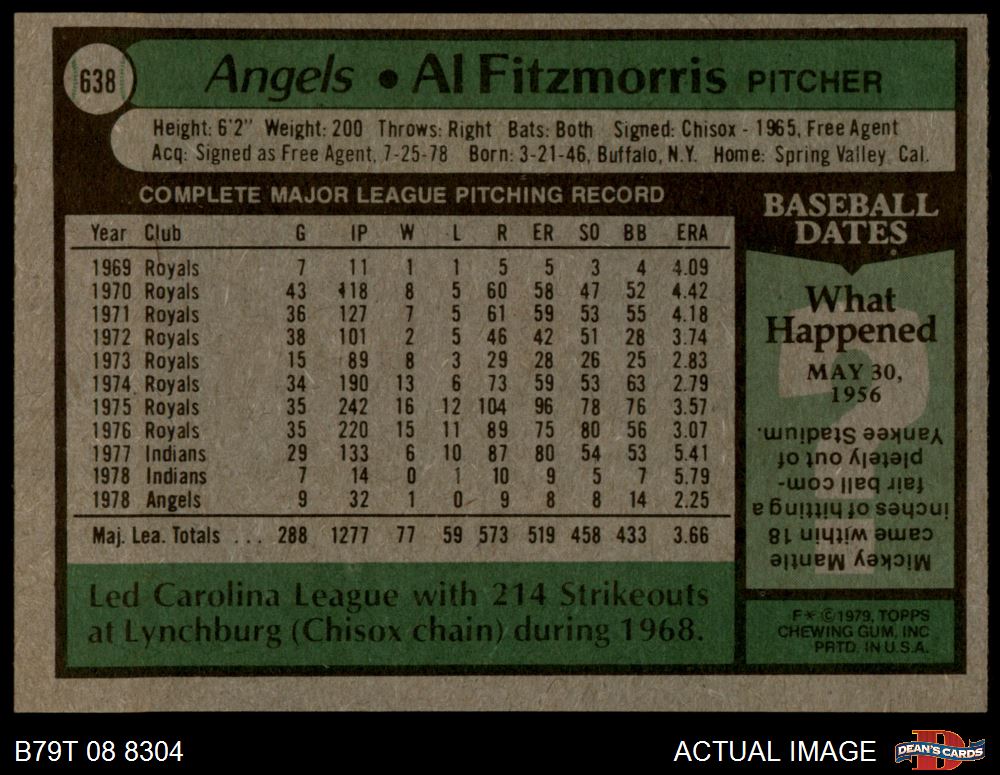 638
Angels • Al Fitzmorris PITCHER
Height: 6'2" Weight: 200 Throws: Right Bats: Both Signed: Chisox - 1965, Free Agent
Acq: Signed as Free Agent, 7-25-78 Born: 3-21-46, Buffalo, N.Y. Home: Spring Valley, Cal.
COMPLETE MAJOR LEAGUE PITCHING RECORD
Year Club G IP W L R ER SO BB ERA
1969 Royals 7 11 1 1 5 5 3 4 4.09
1970 Royals 43 118 8 5 60 58 47 52 4.42
1971 Royals 36 127 7 5 61 59 53 55 4.18
1972 Royals 38 101 2 5 46 42 51 28 3.74
1973 Royals 15 89 8 3 29 28 26 25 2.83
1974 Royals 34 190 13 6 73 59 53 63 2.79
1975 Royals 35 242 16 12 104 96 78 76 3.57
1976 Royals 35 220 15 11 89 75 80 56 3.07
1977 Indians 29 133 6 10 87 80 54 53 5.41
1978 Indians 7 14 0 1 10 9 5 7 5.79
1978 Angels 9 32 1 0 9 8 8 14 2.25
Maj. Lea. Totals ... 288 1277 77 59 573 519 458 433 3.66
Led Carolina League with 214 Strikeouts
at Lynchburg (Chisox chain) during 1968.
BASEBALL
DATES
What
Happened
MAY 30,
1956
Mickey Mantle
came within 18
inches of hitting a
fair ball com-
pletely out of
Yankee Stadium.
F* ©1979, TOPPS
CHEWING GUM, INC
PRTD. IN U.S.A.
B79T 08 8304
ACTUAL IMAGE
DEAN'S CARDS